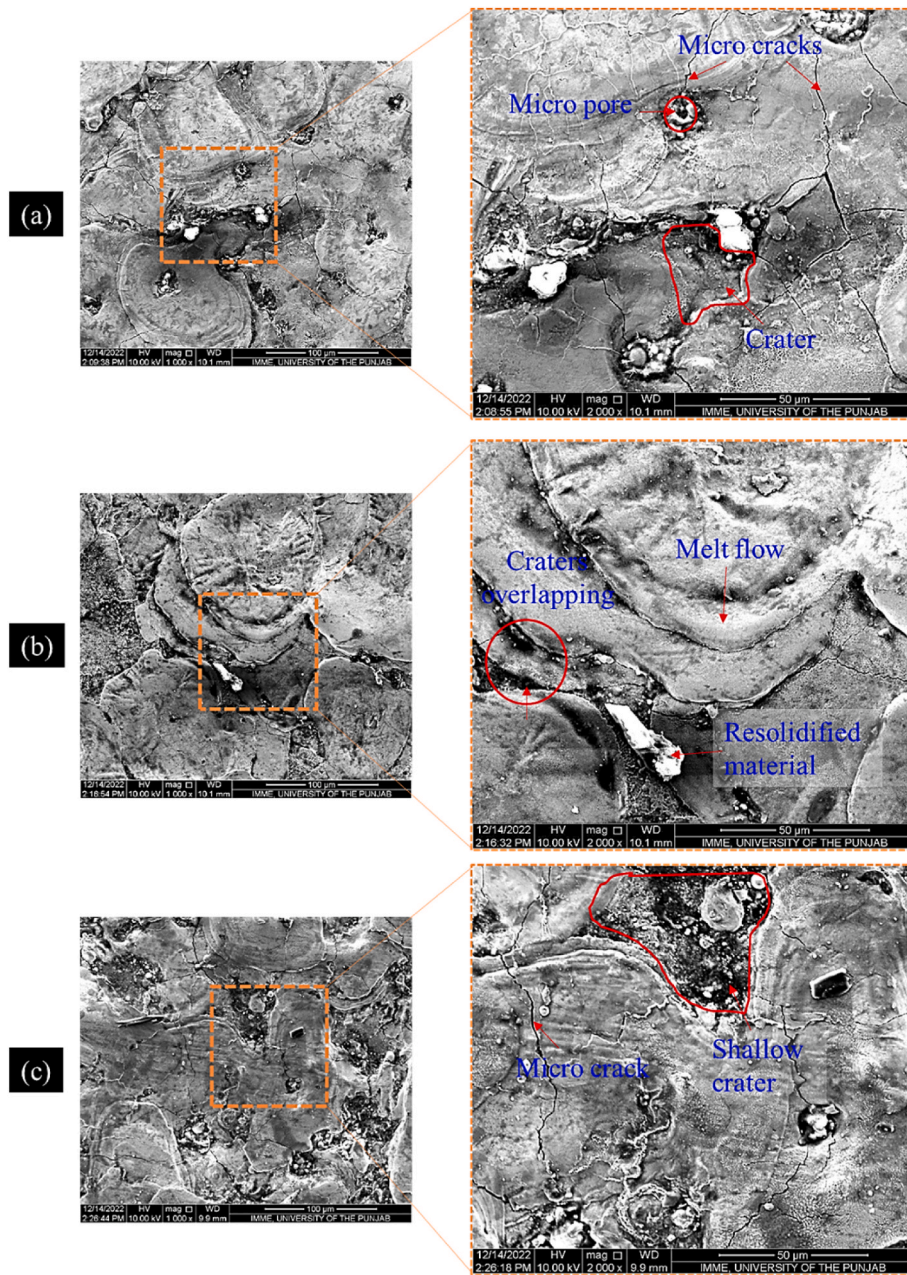 (a)
12/14/2022 HV mag □ WD 100 µm
2:09:38 PM 10.00 kV 1 000 x 10.1 mm IMME, UNIVERSITY OF THE PUNJAB
Micro cracks
Micro pore
Crater
12/14/2022 HV mag □ WD 50 µm
2:08:55 PM 10.00 kV 2 000 x 10.1 mm IMME, UNIVERSITY OF THE PUNJAB
(b)
12/14/2022 HV mag □ WD 100 µm
2:16:54 PM 10.00 kV 1 000 x 10.1 mm IMME, UNIVERSITY OF THE PUNJAB
Melt flow
Craters
overlapping
Resolidified
material
12/14/2022 HV mag □ WD 50 µm
2:16:32 PM 10.00 kV 2 000 x 10.1 mm IMME, UNIVERSITY OF THE PUNJAB
(c)
12/14/2022 HV mag □ WD 100 µm
2:26:44 PM 10.00 kV 1 000 x 9.9 mm IMME, UNIVERSITY OF THE PUNJAB
Micro crack
Shallow
crater
12/14/2022 HV mag □ WD 50 µm
2:26:18 PM 10.00 kV 2 000 x 9.9 mm IMME, UNIVERSITY OF THE PUNJAB